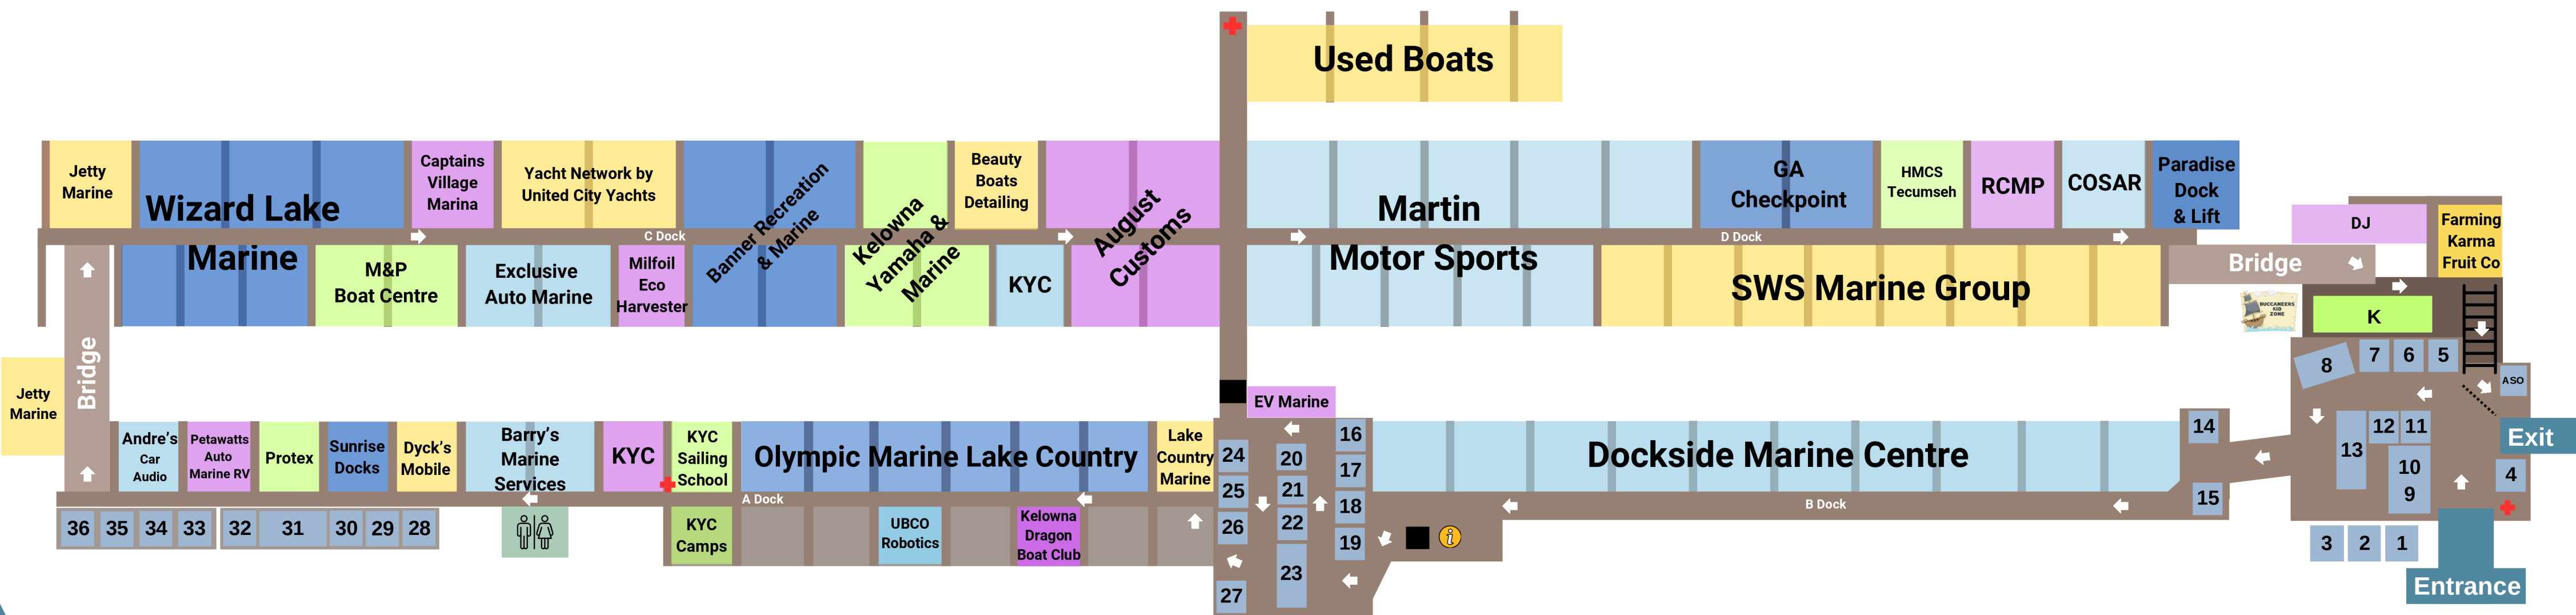 Used Boats
Jetty
Marine
Wizard Lake
Marine
Captains
Village
Marina
Yacht Network by
United City Yachts
Banner Recreation
& Marine
Kelowna
Yamaha &
Marine
Beauty
Boats
Detailing
August
Customs
Martin
Motor Sports
GA
Checkpoint
HMCS
Tecumseh
RCMP
COSAR
Paradise
Dock
& Lift
DJ
Farming
Karma
Fruit Co
C Dock
D Dock
M&P
Boat Centre
Exclusive
Auto Marine
Milfoil
Eco
Harvester
KYC
SWS Marine Group
Bridge
BUCCANEERS
KID
ZONE
K
Bridge
Jetty
Marine
EV Marine
8
7
6
5
ASO
Andre's
Car
Audio
Petawatts
Auto
Marine RV
Protex
Sunrise
Docks
Dyck's
Mobile
Barry's
Marine
Services
KYC
KYC
Sailing
School
Olympic Marine Lake Country
Lake
Country
Marine
24
25
26
27
20
21
22
23
16
17
18
19
Dockside Marine Centre
14
15
13
12
11
10
9
4
Exit
A Dock
B Dock
36
35
34
33
32
31
30
29
28
KYC
Camps
UBCO
Robotics
Kelowna
Dragon
Boat Club
i
3
2
1
Entrance